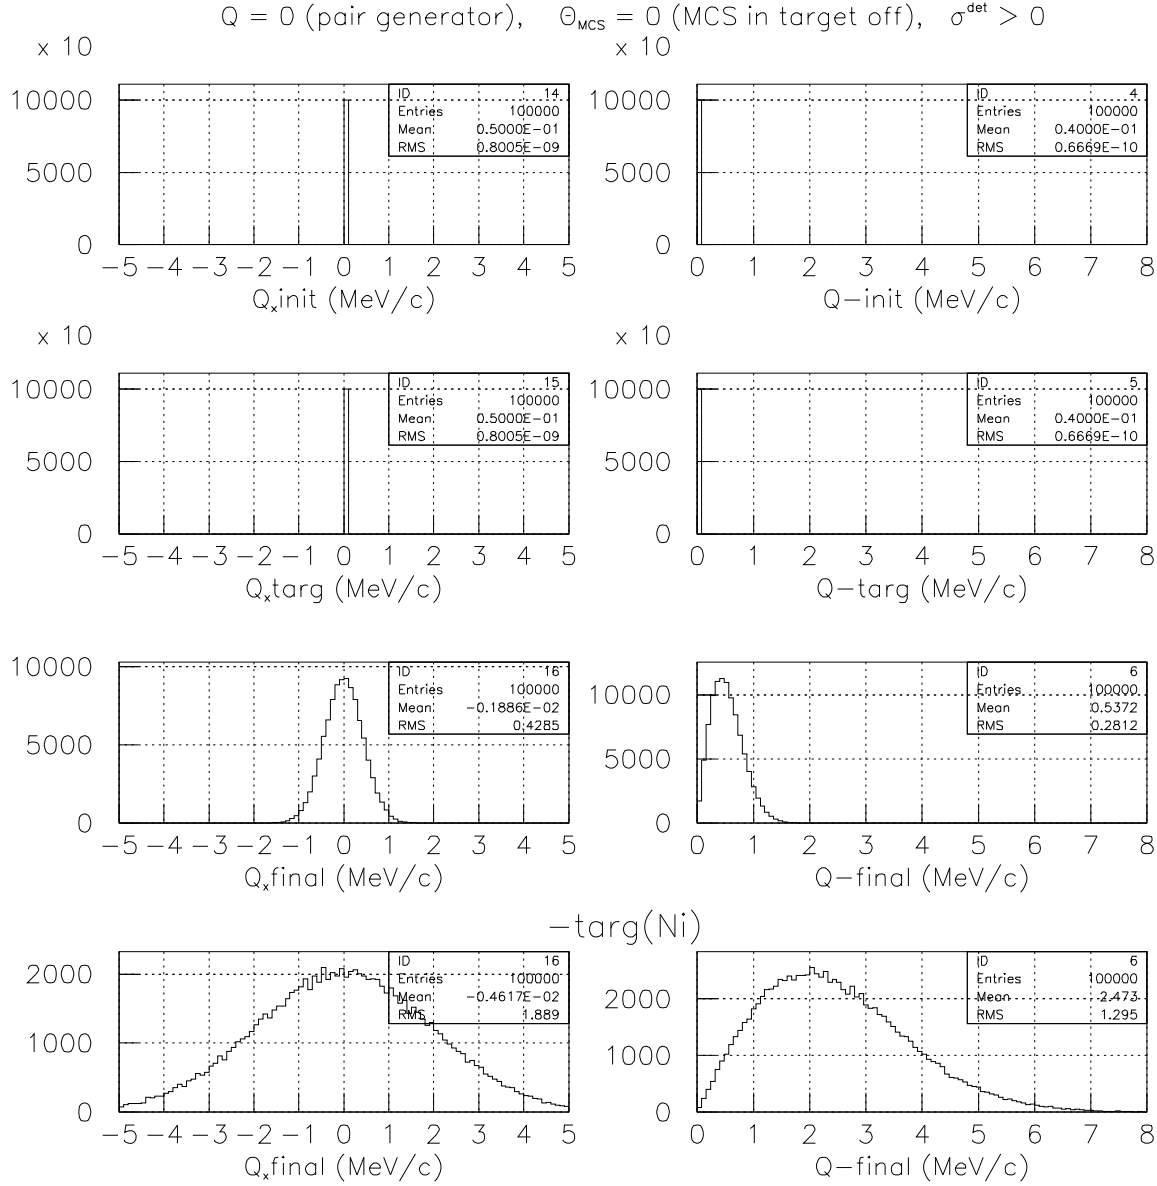 Q = 0 (pair generator), Θ_MCS = 0 (MCS in target off), σ^det > 0
x 10 x 10
10000
5000
0
ID 14
Entries 100000
Mean 0.5000E-01
RMS 0.8005E-09
−5 −4 −3 −2 −1 0 1 2 3 4 5
Q_x init (MeV/c)
10000
5000
0
ID 4
Entries 100000
Mean 0.4000E-01
RMS 0.6669E-10
0 1 2 3 4 5 6 7 8
Q−init (MeV/c)
x 10 x 10
10000
5000
0
ID 15
Entries 100000
Mean 0.5000E-01
RMS 0.8005E-09
−5 −4 −3 −2 −1 0 1 2 3 4 5
Q_x targ (MeV/c)
10000
5000
0
ID 5
Entries 100000
Mean 0.4000E-01
RMS 0.6669E-10
0 1 2 3 4 5 6 7 8
Q−targ (MeV/c)
10000
5000
0
ID 16
Entries 100000
Mean -0.1886E-02
RMS 0.4285
−5 −4 −3 −2 −1 0 1 2 3 4 5
Q_x final (MeV/c)
10000
5000
0
ID 6
Entries 100000
Mean 0.5372
RMS 0.2812
0 1 2 3 4 5 6 7 8
Q−final (MeV/c)
−targ(Ni)
2000
1000
0
ID 16
Entries 100000
Mean -0.4617E-02
RMS 1.889
−5 −4 −3 −2 −1 0 1 2 3 4 5
Q_x final (MeV/c)
2000
1000
0
ID 6
Entries 100000
Mean 2.473
RMS 1.295
0 1 2 3 4 5 6 7 8
Q−final (MeV/c)